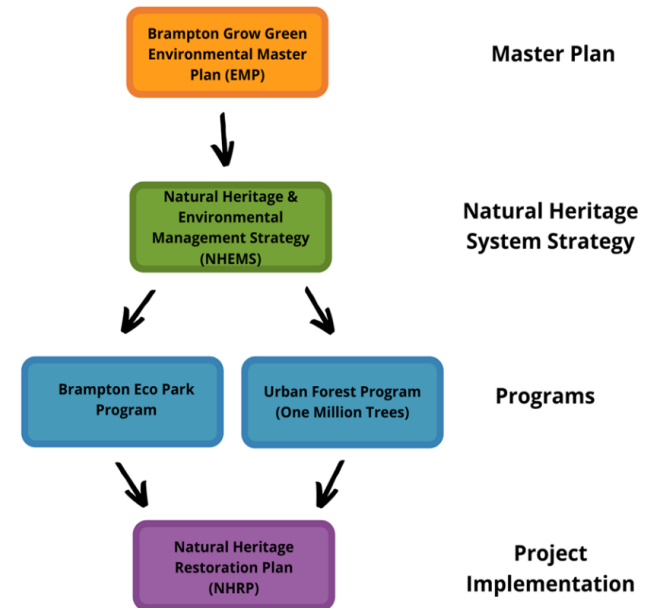 Brampton Grow Green
Environmental Master
Plan (EMP)
Master Plan
Natural Heritage &
Environmental
Management Strategy
(NHEMS)
Natural Heritage
System Strategy
Brampton Eco Park
Program
Urban Forest Program
(One Million Trees)
Programs
Natural Heritage
Restoration Plan
(NHRP)
Project
Implementation